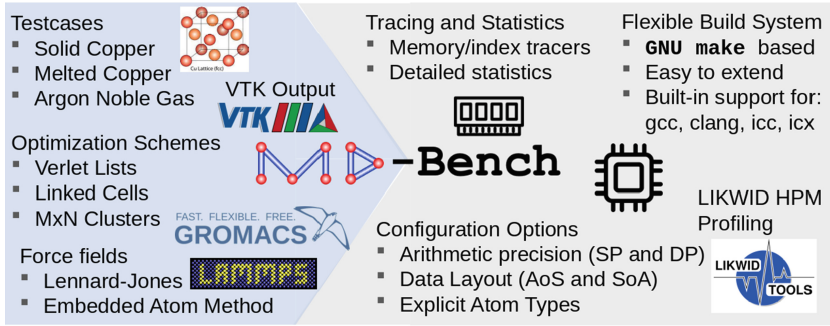 Testcases
▪ Solid Copper
▪ Melted Copper
▪ Argon Noble Gas
Cu Lattice (fcc)
VTK Output
VTK
Optimization Schemes
▪ Verlet Lists
▪ Linked Cells
▪ MxN Clusters
FAST. FLEXIBLE. FREE.
GROMACS
Force fields
▪ Lennard-Jones
▪ Embedded Atom Method
LAMMPS
MD-Bench
Tracing and Statistics
▪ Memory/index tracers
▪ Detailed statistics
Flexible Build System
▪ GNU make based
▪ Easy to extend
▪ Built-in support for:
gcc, clang, icc, icx
Configuration Options
▪ Arithmetic precision (SP and DP)
▪ Data Layout (AoS and SoA)
▪ Explicit Atom Types
LIKWID HPM
Profiling
LIKWID
TOOLS